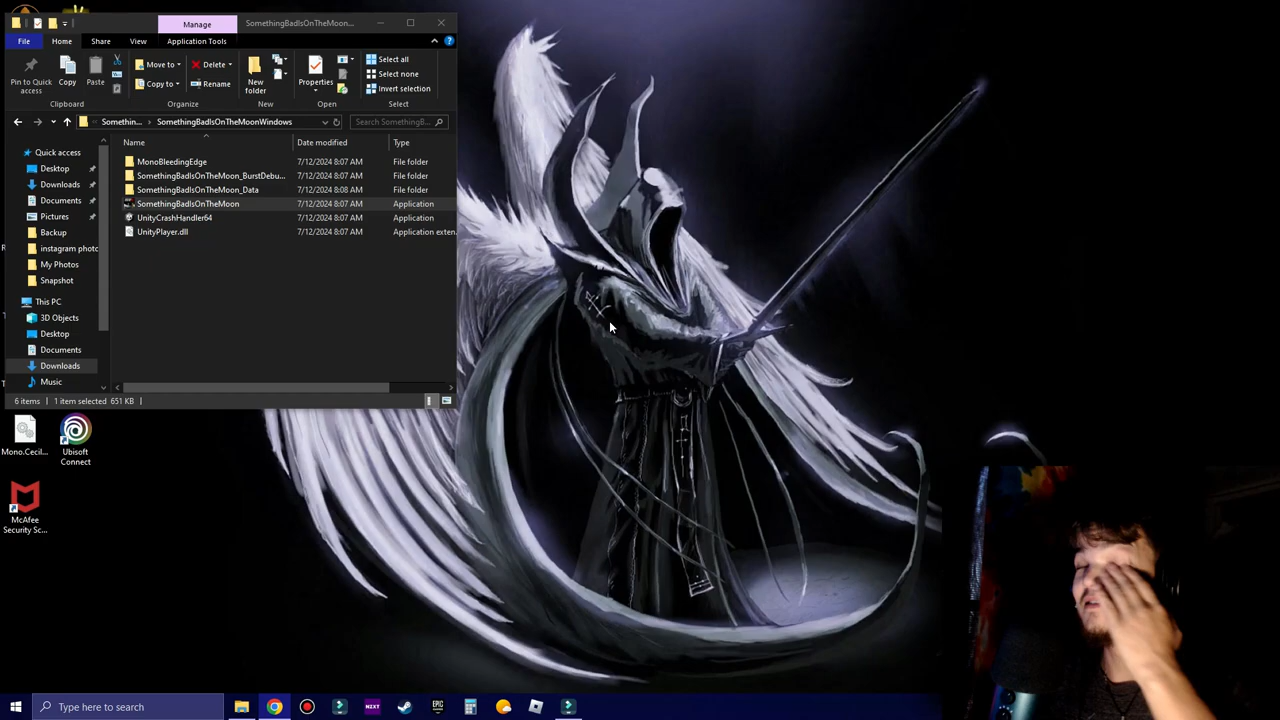 Manage
SomethingBadIsOnTheMoon...
File
Home
Share
View
Application Tools
Pin to Quick access
Copy
Paste
Move to
Copy to
Delete
Rename
New folder
Properties
Select all
Select none
Invert selection
Clipboard
Organize
New
Open
Select
Somethin...
SomethingBadIsOnTheMoonWindows
Search SomethingB...
Name
Date modified
Type
MonoBleedingEdge
7/12/2024 8:07 AM
File folder
SomethingBadIsOnTheMoon_BurstDebu...
7/12/2024 8:07 AM
File folder
SomethingBadIsOnTheMoon_Data
7/12/2024 8:08 AM
File folder
SomethingBadIsOnTheMoon
7/12/2024 8:07 AM
Application
UnityCrashHandler64
7/12/2024 8:07 AM
Application
UnityPlayer.dll
7/12/2024 8:07 AM
Application exten
Quick access
Desktop
Downloads
Documents
Pictures
Backup
instagram photo
My Photos
Snapshot
This PC
3D Objects
Desktop
Documents
Downloads
Music
6 items
1 item selected 651 KB
Mono.Cecil...
Ubisoft Connect
McAfee Security Sc...
Type here to search
NZXT
EPIC